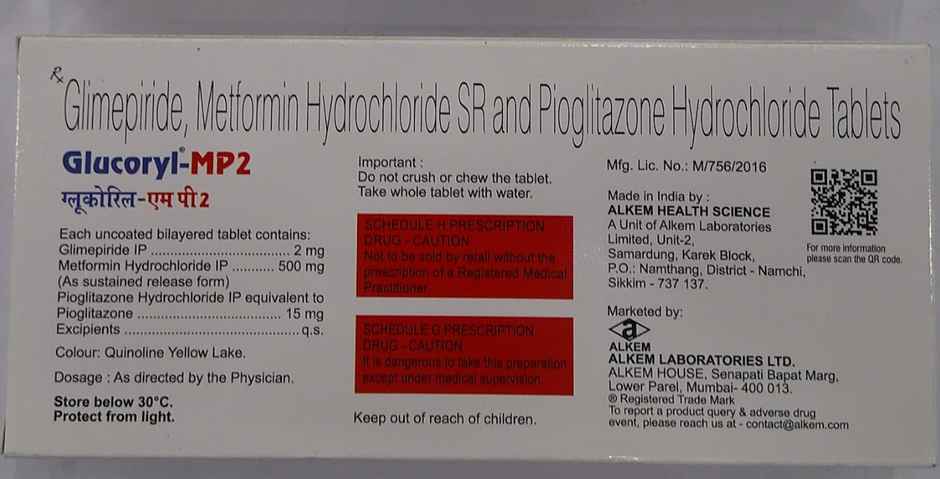 Rx
Glimepiride, Metformin Hydrochloride SR and Pioglitazone Hydrochloride Tablets
Glucoryl®-MP2
ग्लूकोरिल-एम पी 2
Each uncoated bilayered tablet contains:
Glimepiride IP ........................................ 2 mg
Metformin Hydrochloride IP ........... 500 mg
(As sustained release form)
Pioglitazone Hydrochloride IP equivalent to
Pioglitazone ..................................... 15 mg
Excipients .............................................. q.s.
Colour: Quinoline Yellow Lake.
Dosage : As directed by the Physician.
Store below 30°C.
Protect from light.
Important :
Do not crush or chew the tablet.
Take whole tablet with water.
SCHEDULE H PRESCRIPTION
DRUG - CAUTION
Not to be sold by retail without the
prescription of a Registered Medical
Practitioner.
SCHEDULE G PRESCRIPTION
DRUG - CAUTION
It is dangerous to take this preparation
except under medical supervision.
Keep out of reach of children.
Mfg. Lic. No.: M/756/2016
Made in India by :
ALKEM HEALTH SCIENCE
A Unit of Alkem Laboratories
Limited, Unit-2,
Samardung, Karek Block,
P.O.: Namthang, District - Namchi,
Sikkim - 737 137.
For more information
please scan the QR code.
Marketed by:
a
ALKEM
ALKEM LABORATORIES LTD.
ALKEM HOUSE, Senapati Bapat Marg,
Lower Parel, Mumbai- 400 013.
® Registered Trade Mark
To report a product query & adverse drug
event, please reach us at - contact@alkem.com